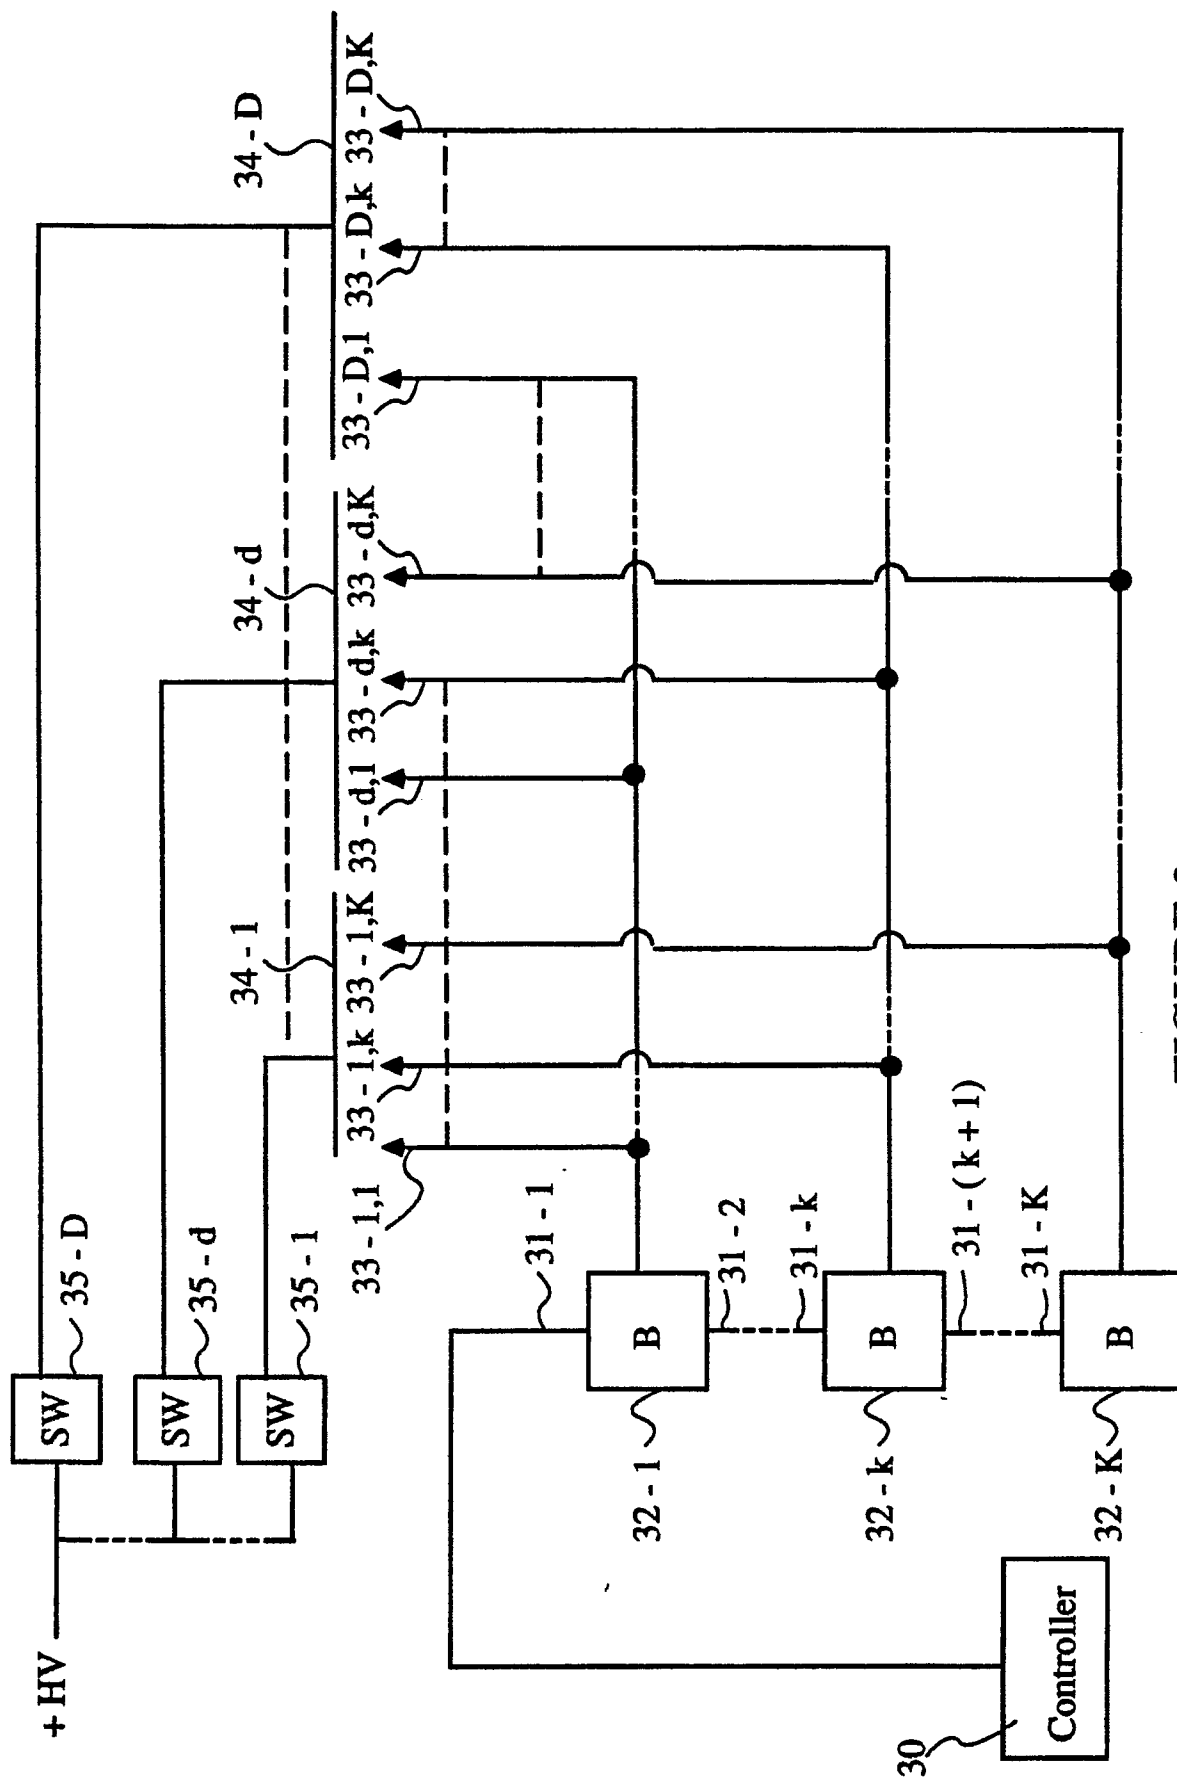 +HV
SW
35 - D
SW
35 - d
SW
35 - 1
34 - 1
34 - d
34 - D
33 - 1,1
33 - 1,k
33 - 1,K
33 - d,1
33 - d,k
33 - d,K
33 - D,1
33 - D,k
33 - D,K
31 - 1
B
32 - 1
31 - 2
31 - k
B
32 - k
31 - (k + 1)
31 - K
B
32 - K
Controller
30